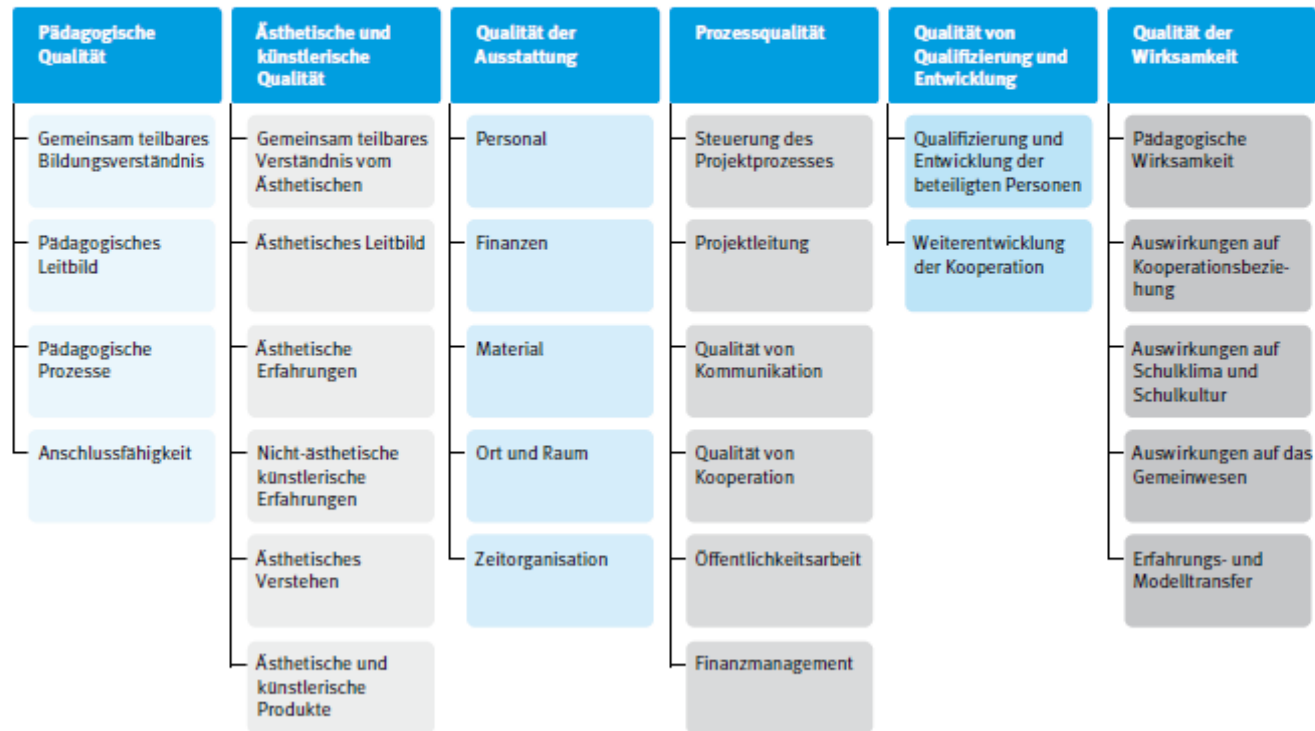 Pädagogische
Qualität
Gemeinsam teilbares
Bildungsverständnis
Pädagogisches
Leitbild
Pädagogische
Prozesse
Anschlussfähigkeit
Ästhetische und
künstlerische
Qualität
Gemeinsam teilbares
Verständnis vom
Ästhetischen
Ästhetisches Leitbild
Ästhetische
Erfahrungen
Nicht-ästhetische
künstlerische
Erfahrungen
Ästhetisches
Verstehen
Ästhetische und
künstlerische
Produkte
Qualität der
Ausstattung
Personal
Finanzen
Material
Ort und Raum
Zeitorganisation
Prozessqualität
Steuerung des
Projektprozesses
Projektleitung
Qualität von
Kommunikation
Qualität von
Kooperation
Öffentlichkeitsarbeit
Finanzmanagement
Qualität von
Qualifizierung und
Entwicklung
Qualifizierung und
Entwicklung der
beteiligten Personen
Weiterentwicklung
der Kooperation
Qualität der
Wirksamkeit
Pädagogische
Wirksamkeit
Auswirkungen auf
Kooperationsbezie-
hung
Auswirkungen auf
Schulklima und
Schulkultur
Auswirkungen auf das
Gemeinwesen
Erfahrungs- und
Modelltransfer